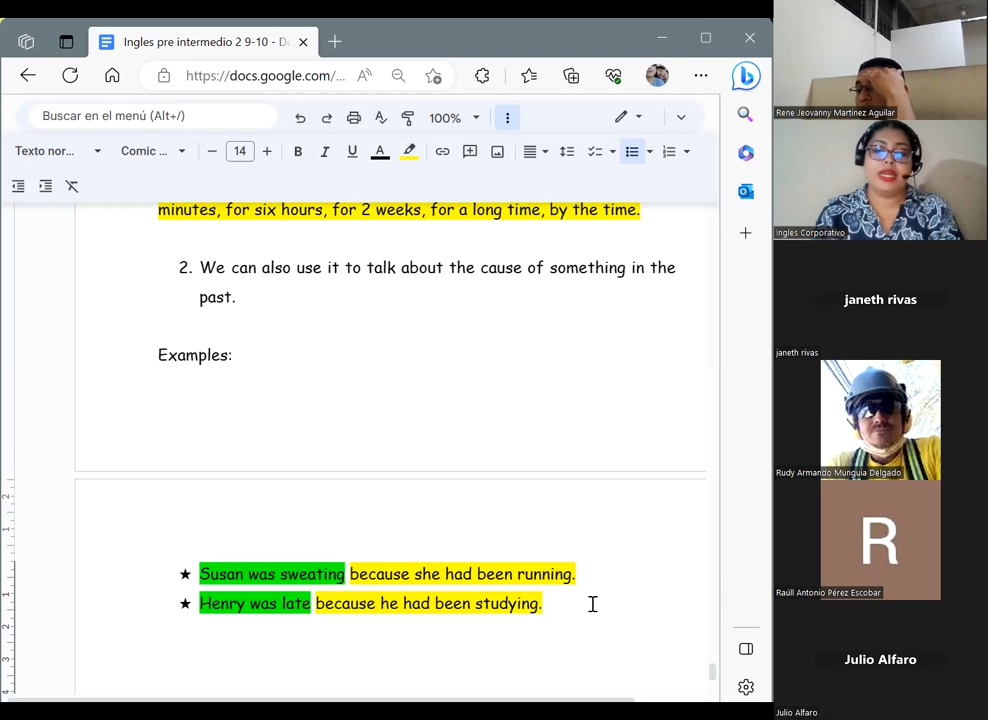 Ingles pre intermedio 2 9-10 - Do
https://docs.google.com/...
Buscar en el menú (Alt+/)
100%
Texto nor...
Comic ...
14
minutes, for six hours, for 2 weeks, for a long time, by the time.
2. We can also use it to talk about the cause of something in the
past.
Examples:
★ Susan was sweating because she had been running.
★ Henry was late because he had been studying.
Rene Jeovanny Martinez Aguilar
Ingles Corporativo
janeth rivas
janeth rivas
Rudy Armando Munguia Delgado
R
Raúll Antonio Pérez Escobar
Julio Alfaro
Julio Alfaro